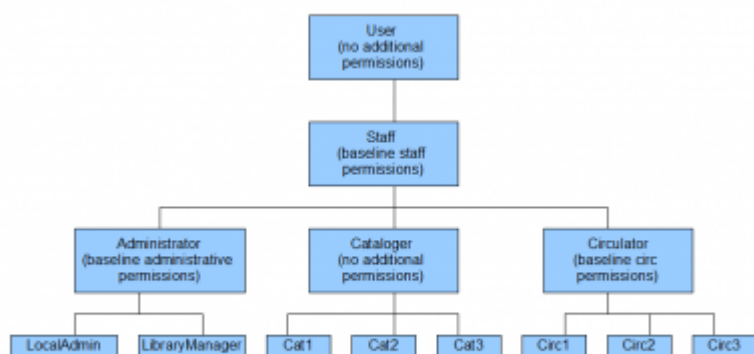 User
(no additional
permissions)
Staff
(baseline staff
permissions)
Administrator
(baseline administrative
permissions)
Cataloger
(no additional
permissions)
Circulator
(baseline circ
permissions)
LocalAdmin
LibraryManager
Cat1
Cat2
Cat3
Circ1
Circ2
Circ3